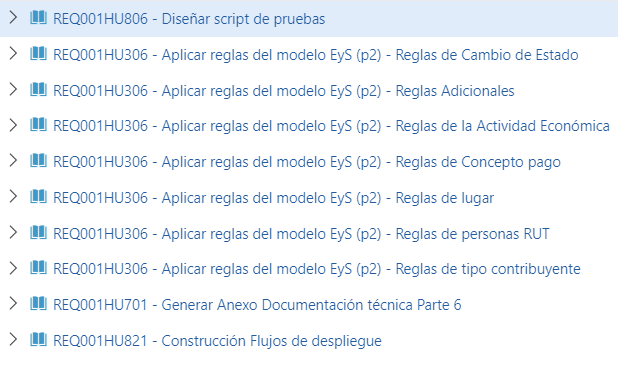 REQ001HU806 - Diseñar script de pruebas
REQ001HU306 - Aplicar reglas del modelo EyS (p2) - Reglas de Cambio de Estado
REQ001HU306 - Aplicar reglas del modelo EyS (p2) - Reglas Adicionales
REQ001HU306 - Aplicar reglas del modelo EyS (p2) - Reglas de la Actividad Económica
REQ001HU306 - Aplicar reglas del modelo EyS (p2) - Reglas de Concepto pago
REQ001HU306 - Aplicar reglas del modelo EyS (p2) - Reglas de lugar
REQ001HU306 - Aplicar reglas del modelo EyS (p2) - Reglas de personas RUT
REQ001HU306 - Aplicar reglas del modelo EyS (p2) - Reglas de tipo contribuyente
REQ001HU701 - Generar Anexo Documentación técnica Parte 6
REQ001HU821 - Construcción Flujos de despliegue